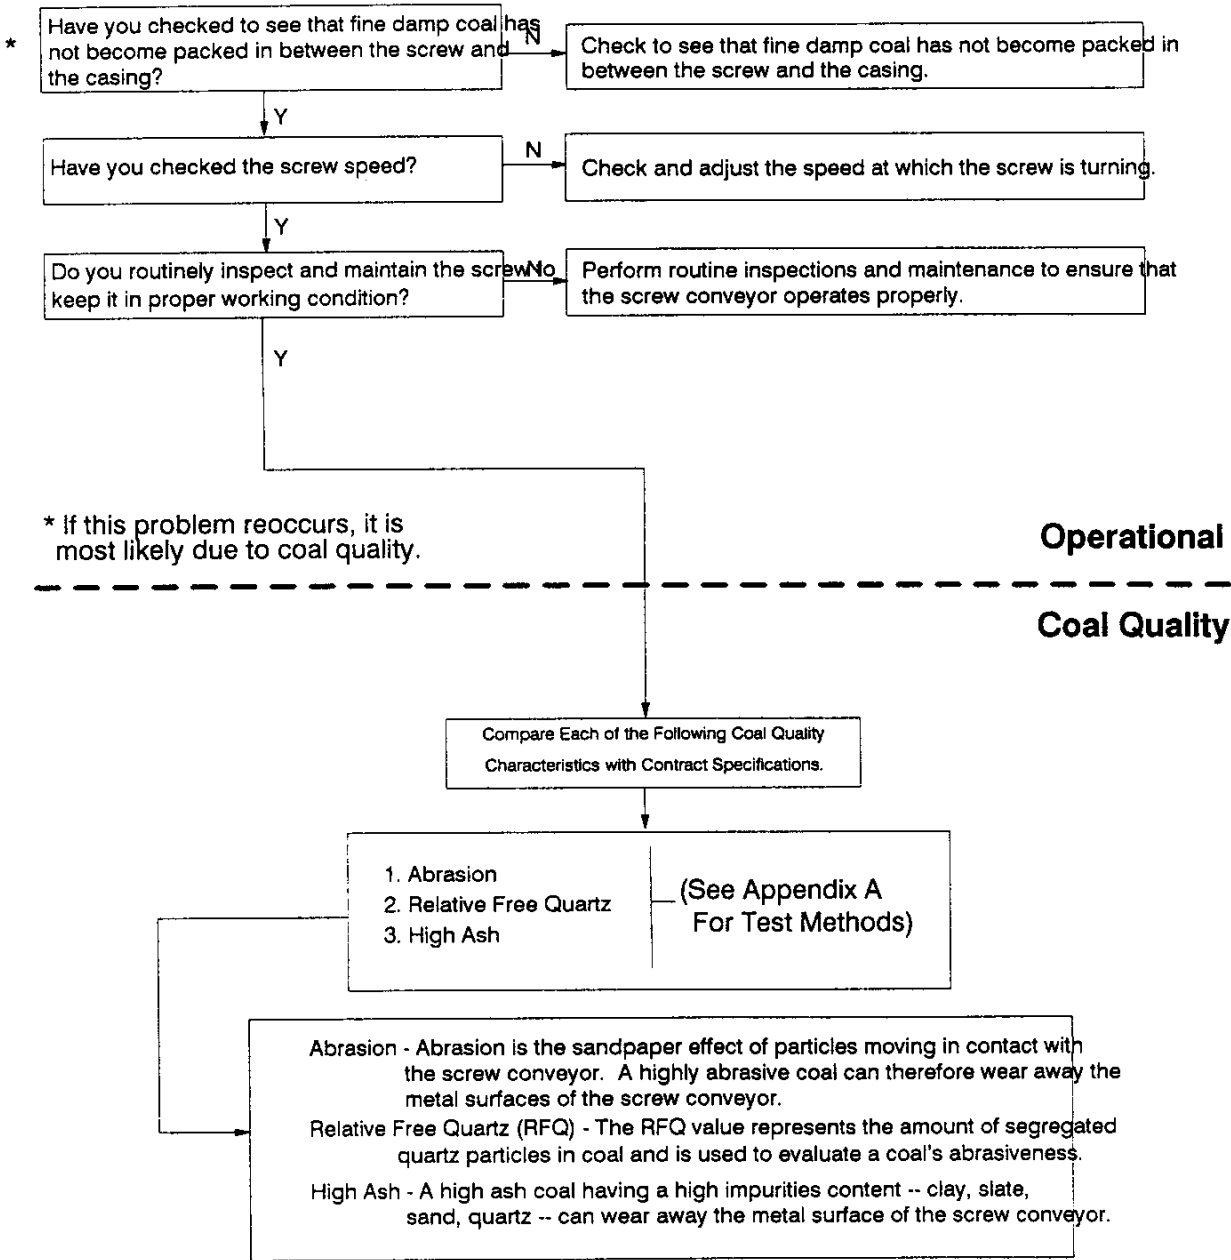 Have you checked to see that fine damp coal has
* not become packed in between the screw and
the casing?
N
Check to see that fine damp coal has not become packed in
between the screw and the casing.
Y
Have you checked the screw speed?
N
Check and adjust the speed at which the screw is turning.
Y
Do you routinely inspect and maintain the screw
keep it in proper working condition?
No
Perform routine inspections and maintenance to ensure that
the screw conveyor operates properly.
Y
* If this problem reoccurs, it is
most likely due to coal quality.
Operational
Coal Quality
Compare Each of the Following Coal Quality
Characteristics with Contract Specifications.
1. Abrasion
2. Relative Free Quartz
3. High Ash
(See Appendix A
For Test Methods)
Abrasion - Abrasion is the sandpaper effect of particles moving in contact with
the screw conveyor. A highly abrasive coal can therefore wear away the
metal surfaces of the screw conveyor.
Relative Free Quartz (RFQ) - The RFQ value represents the amount of segregated
quartz particles in coal and is used to evaluate a coal's abrasiveness.
High Ash - A high ash coal having a high impurities content -- clay, slate,
sand, quartz -- can wear away the metal surface of the screw conveyor.